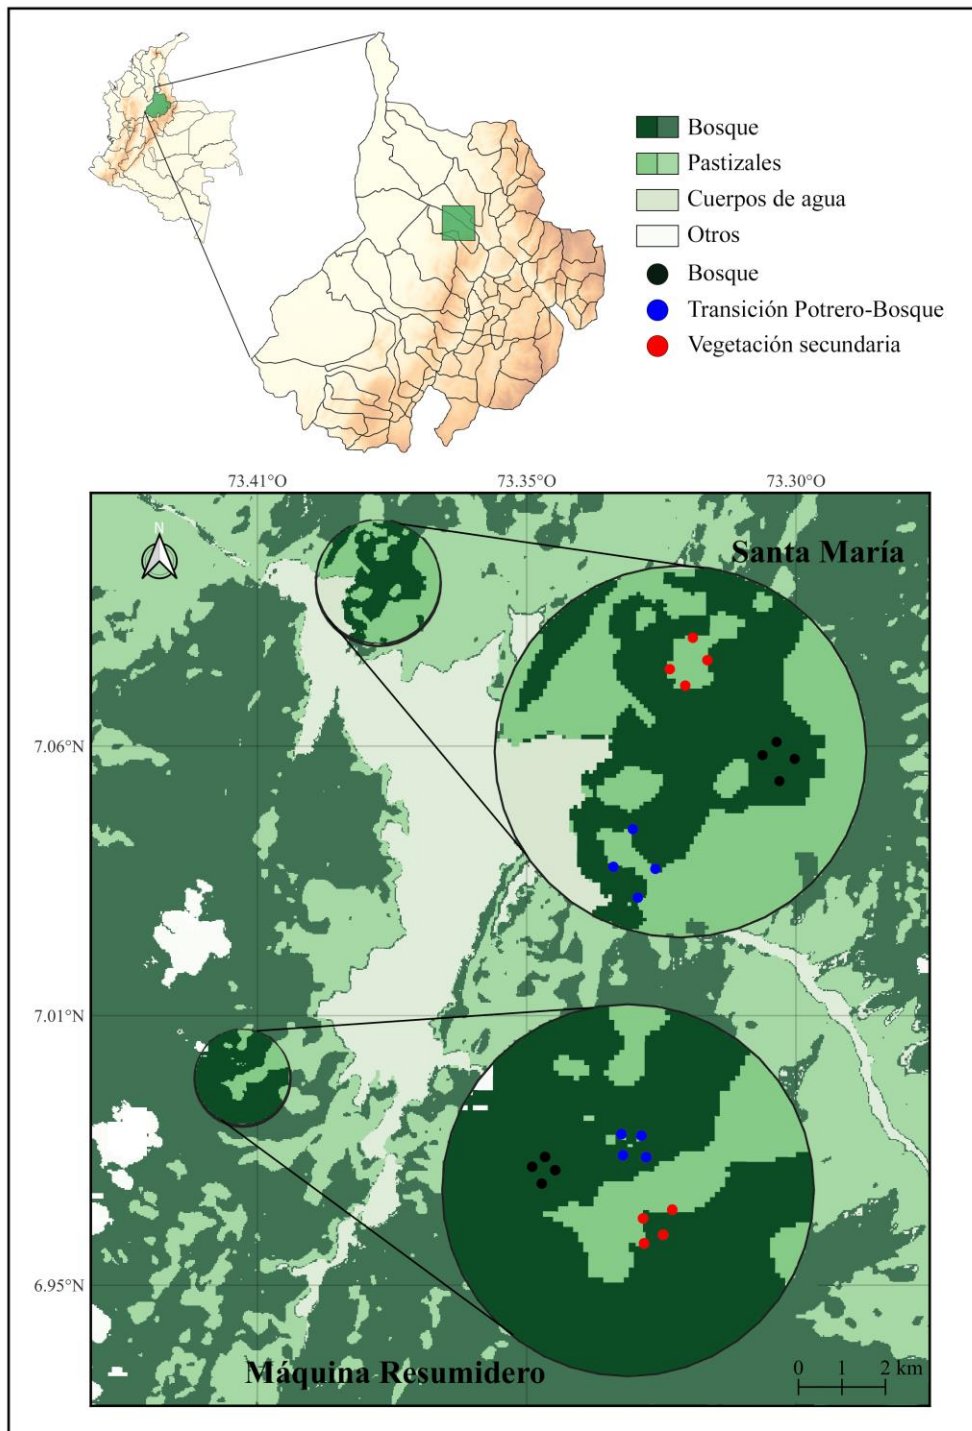 Bosque
Pastizales
Cuerpos de agua
Otros
Bosque
Transición Potrero-Bosque
Vegetación secundaria
73.41°O
73.35°O
73.30°O
N
Santa María
7.06°N
7.01°N
6.95°N
Máquina Resumidero
0 1 2 km